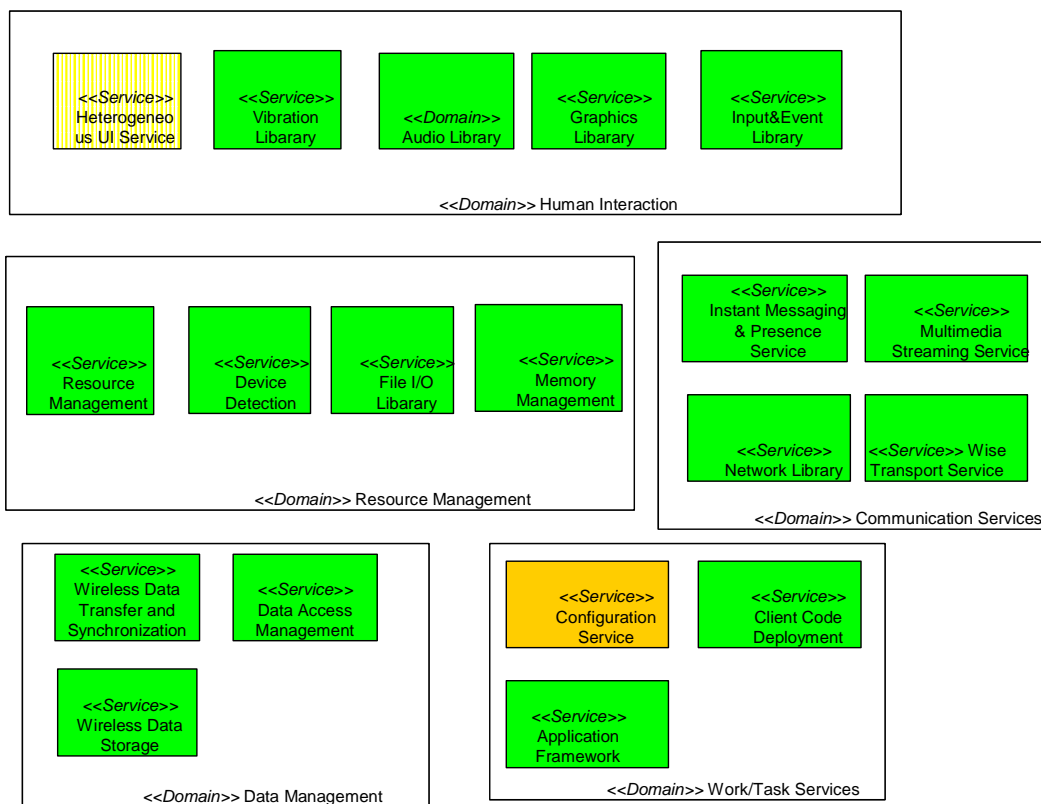 <<Service>>
Heterogeneo
us UI Service
<<Service>>
Vibration
Libarary
<<Domain>>
Audio Library
<<Service>>
Graphics
Libarary
<<Service>>
Input&Event
Library
<<Domain>> Human Interaction
<<Service>>
Resource
Management
<<Service>>
Device
Detection
<<Service>>
File I/O
Libarary
<<Service>>
Memory
Management
<<Domain>> Resource Management
<<Service>>
Instant Messaging
& Presence
Service
<<Service>>
Multimedia
Streaming Service
<<Service>>
Network Library
<<Service>> Wise
Transport Service
<<Domain>> Communication Services
<<Service>>
Wireless Data
Transfer and
Synchronization
<<Service>>
Data Access
Management
<<Service>>
Wireless Data
Storage
<<Domain>> Data Management
<<Service>>
Configuration
Service
<<Service>>
Client Code
Deployment
<<Service>>
Application
Framework
<<Domain>> Work/Task Services